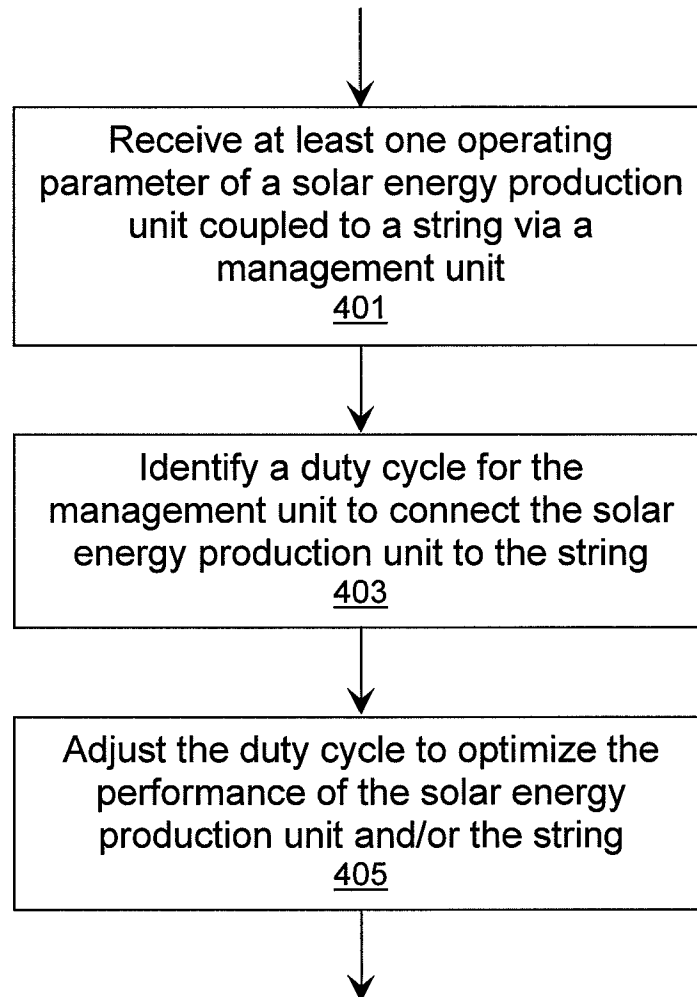 Receive at least one operating
parameter of a solar energy production
unit coupled to a string via a
management unit
401
Identify a duty cycle for the
management unit to connect the solar
energy production unit to the string
403
Adjust the duty cycle to optimize the
performance of the solar energy
production unit and/or the string
405